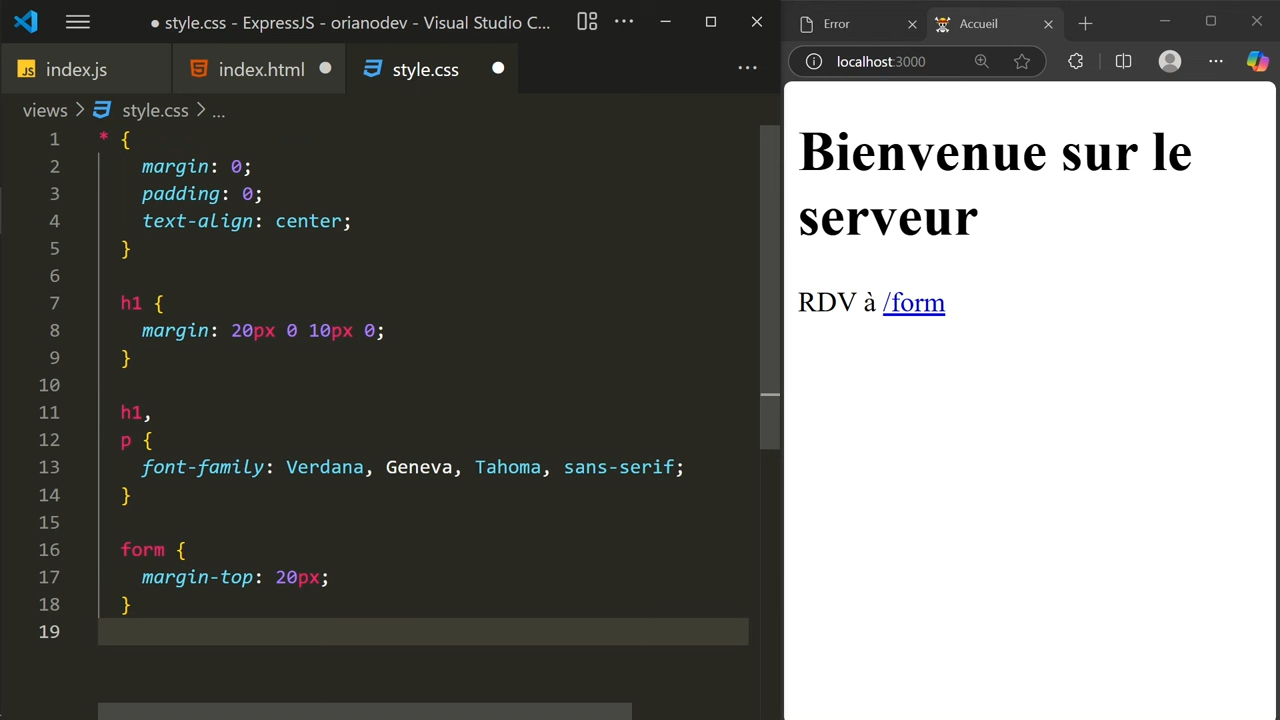 style.css - ExpressJS - orianodev - Visual Studio C...
index.js
index.html
style.css
views > style.css > ...
1 * {
2 margin: 0;
3 padding: 0;
4 text-align: center;
5 }
6
7 h1 {
8 margin: 20px 0 10px 0;
9 }
10
11 h1,
12 p {
13 font-family: Verdana, Geneva, Tahoma, sans-serif;
14 }
15
16 form {
17 margin-top: 20px;
18 }
19
Error
Accueil
localhost:3000
Bienvenue sur le
serveur
RDV à /form